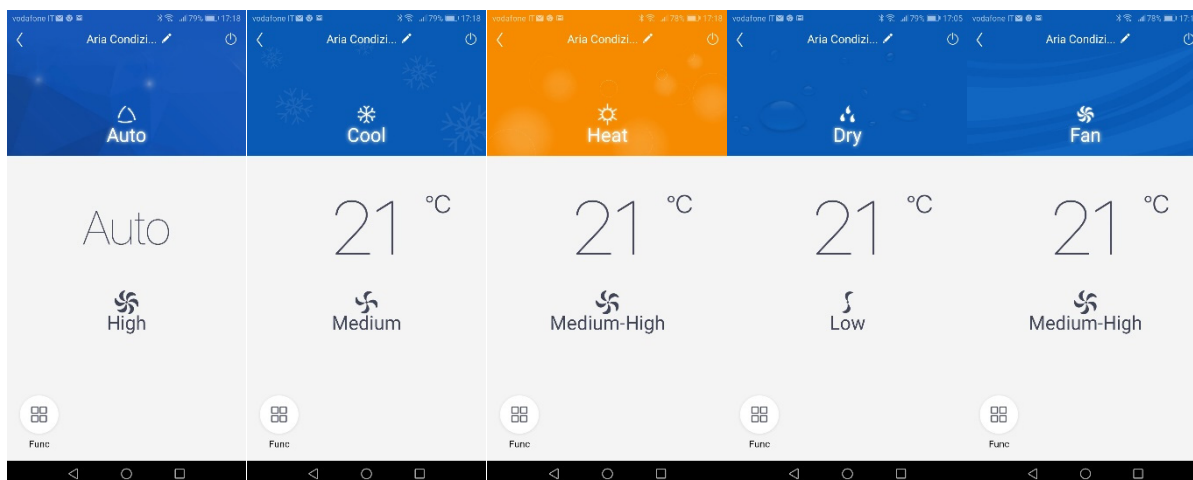 vodafone IT 79% 17:18
Aria Condizi...
Auto
Auto
High
Func
vodafone IT 79% 17:18
Aria Condizi...
Cool
21 °C
Medium
Func
vodafone IT 78% 17:18
Aria Condizi...
Heat
21 °C
Medium-High
Func
vodafone IT 79% 17:05
Aria Condizi...
Dry
21 °C
Low
Func
vodafone IT 78%
Aria Condizi...
Fan
21 °C
Medium-High
Func